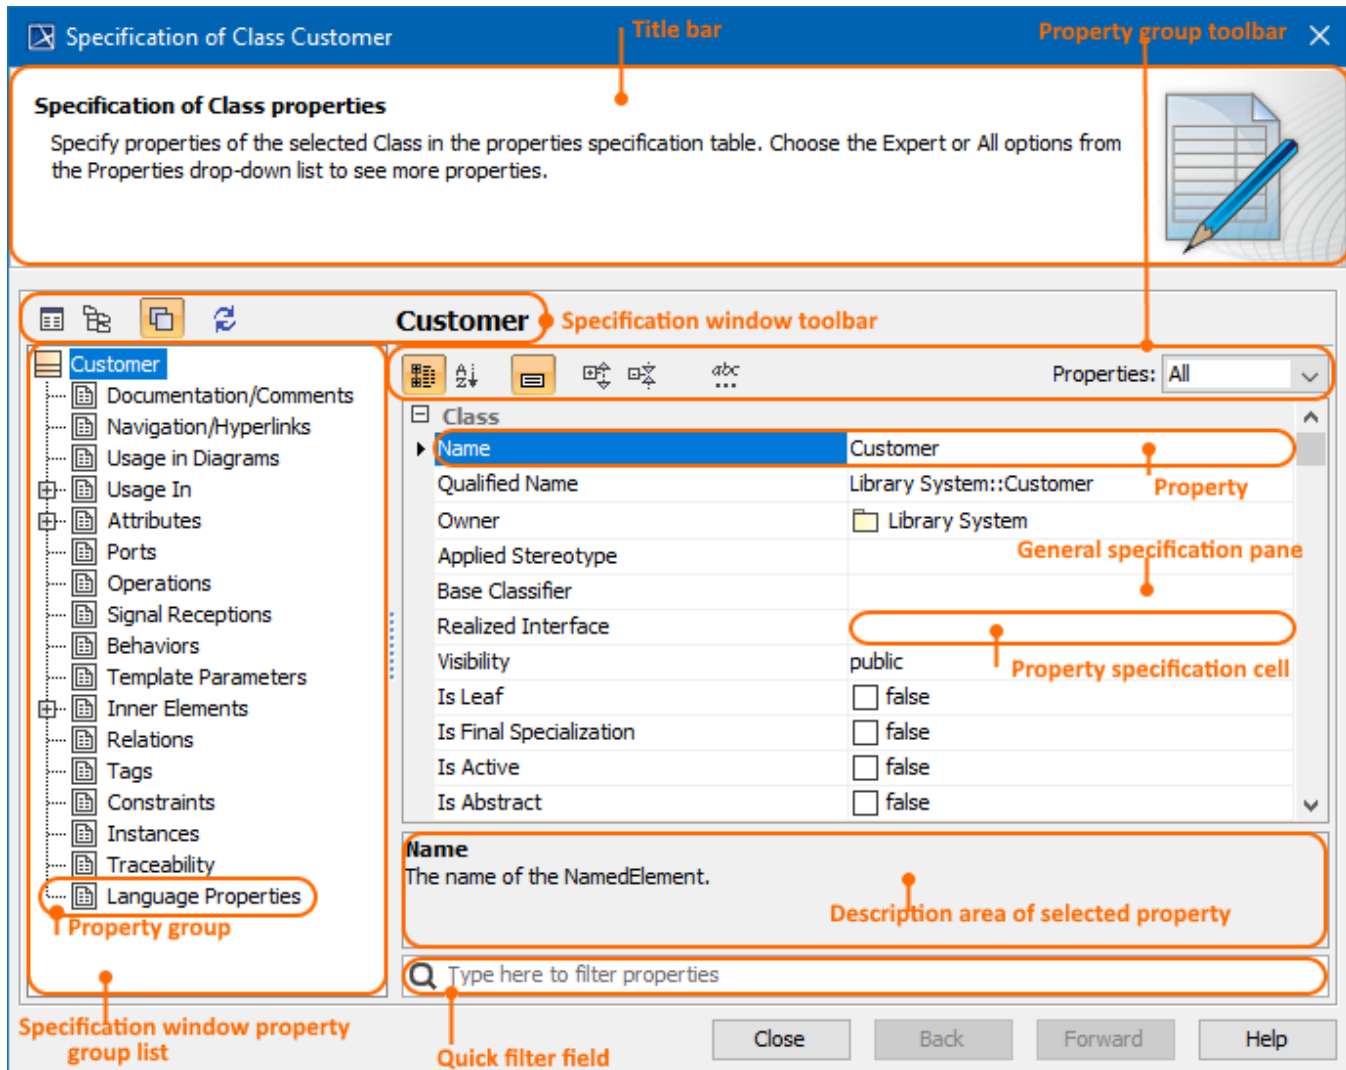 Specification of Class Customer
Title bar
Property group toolbar
Specification of Class properties
Specify properties of the selected Class in the properties specification table. Choose the Expert or All options from
the Properties drop-down list to see more properties.
Customer
Specification window toolbar
Customer
Documentation/Comments
Navigation/Hyperlinks
Usage in Diagrams
Usage In
Attributes
Ports
Operations
Signal Receptions
Behaviors
Template Parameters
Inner Elements
Relations
Tags
Constraints
Instances
Traceability
Language Properties
Property group
Specification window property
group list
A
Z
abc
Properties: All
Class
Name Customer
Qualified Name Library System::Customer
Property
Owner Library System
General specification pane
Applied Stereotype
Base Classifier
Realized Interface
Property specification cell
Visibility public
Is Leaf false
Is Final Specialization false
Is Active false
Is Abstract false
Name
The name of the NamedElement.
Description area of selected property
Type here to filter properties
Quick filter field
Close Back Forward Help